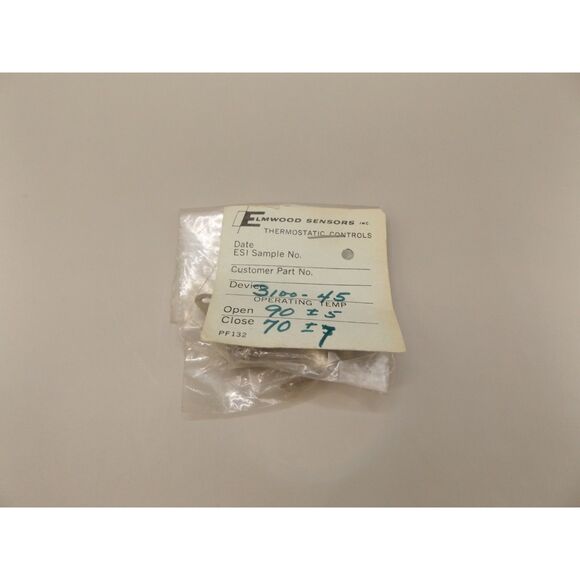 ELMWOOD SENSORS INC.
THERMOSTATIC CONTROLS
Date
ESI Sample No.
Customer Part No.
Device 3100-45
OPERATING TEMP
Open 90 ± 5
Close 70 ± 7
PF132